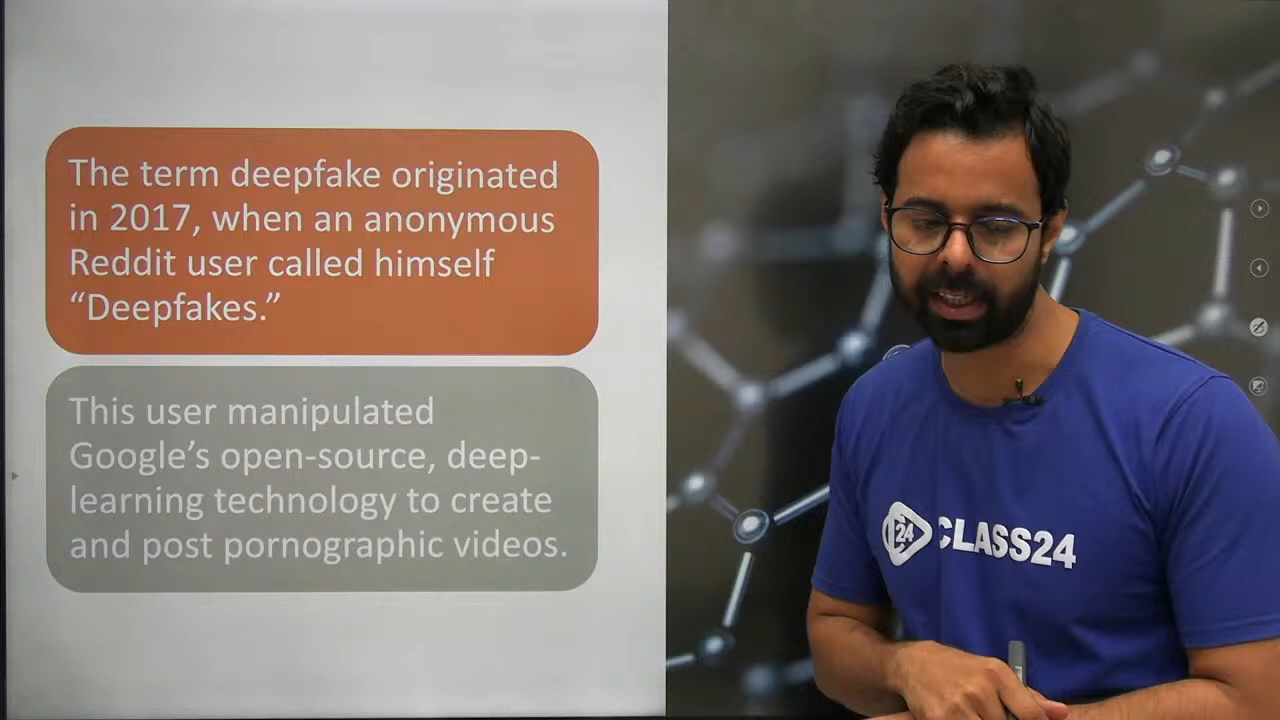 The term deepfake originated
in 2017, when an anonymous
Reddit user called himself
“Deepfakes.”
This user manipulated
Google’s open-source, deep-
learning technology to create
and post pornographic videos.
24 CLASS24